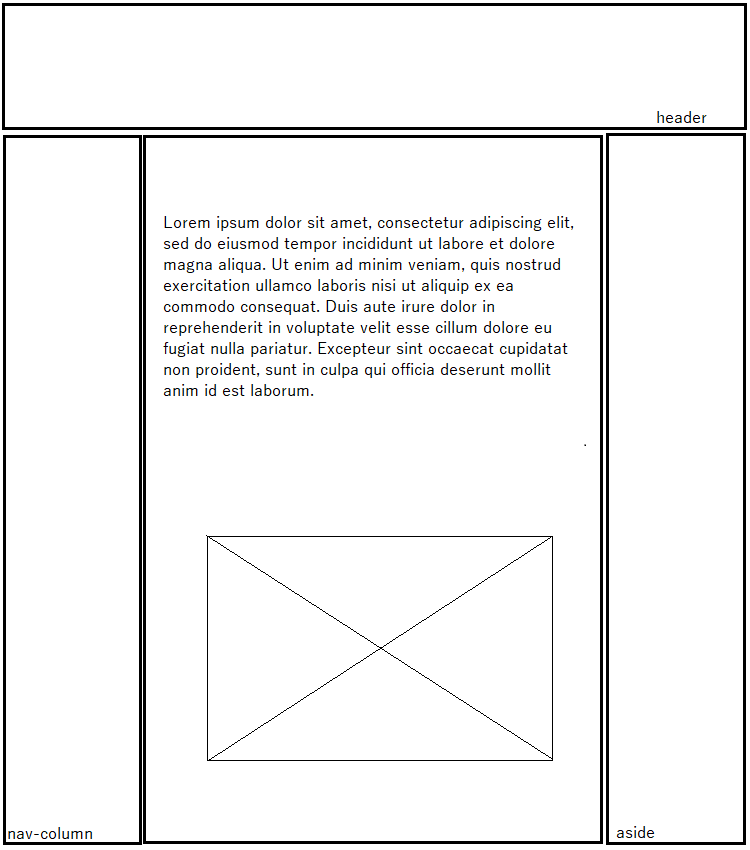 header
Lorem ipsum dolor sit amet, consectetur adipiscing elit,
sed do eiusmod tempor incididunt ut labore et dolore
magna aliqua. Ut enim ad minim veniam, quis nostrud
exercitation ullamco laboris nisi ut aliquip ex ea
commodo consequat. Duis aute irure dolor in
reprehenderit in voluptate velit esse cillum dolore eu
fugiat nulla pariatur. Excepteur sint occaecat cupidatat
non proident, sunt in culpa qui officia deserunt mollit
anim id est laborum.
.
nav-column
aside